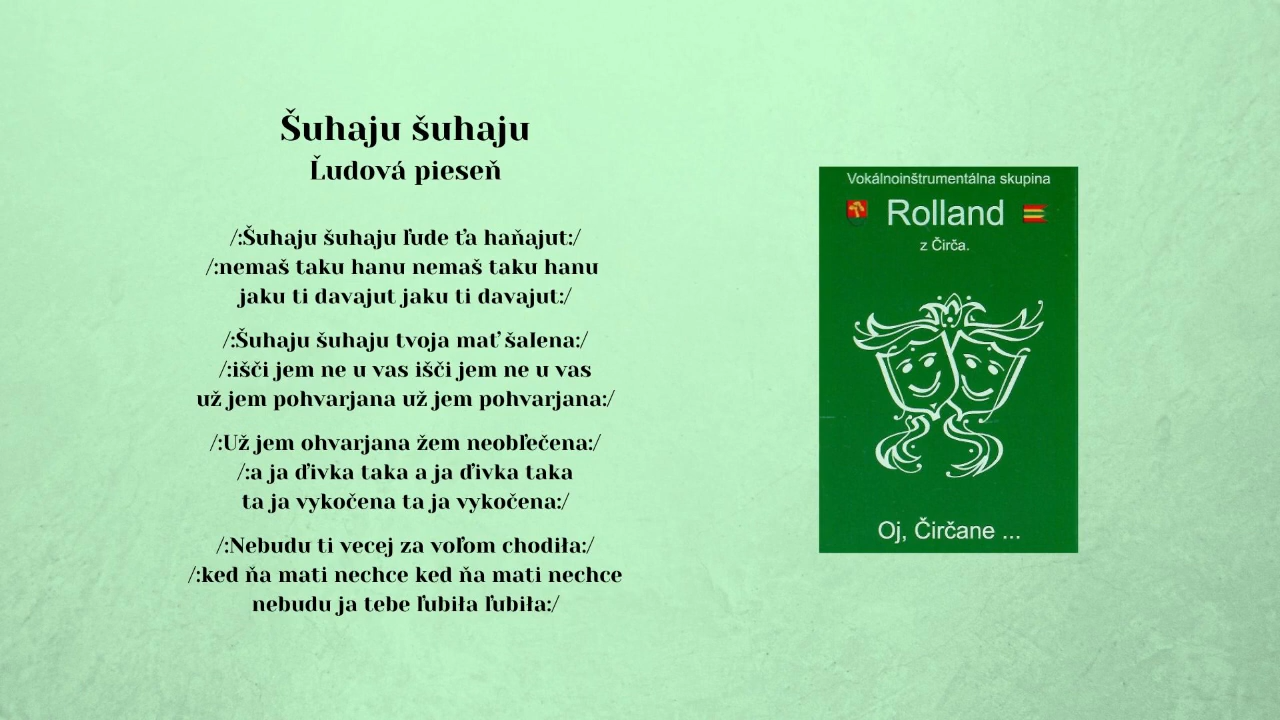 Šuhaju šuhaju
Ľudová pieseň
/:Šuhaju šuhaju ľude ťa haňajut:/
/:nemaš taku hanu nemaš taku hanu
jaku ti davajut jaku ti davajut:/
/:Šuhaju šuhaju tvoja mať šalena:/
/:išči jem ne u vas išči jem ne u vas
už jem pohvarjana už jem pohvarjana:/
/:Už jem ohvarjana žem neobľečena:/
/:a ja ďivka taka a ja ďivka taka
ta ja vykočena ta ja vykočena:/
/:Nebudu ti vecej za voľom chodiła:/
/:ked ňa mati nechce ked ňa mati nechce
nebudu ja tebe ľubiła ľubiła:/
Vokálnoinštrumentálna skupina
Rolland
z Čirča.
Oj, Čirčane ...